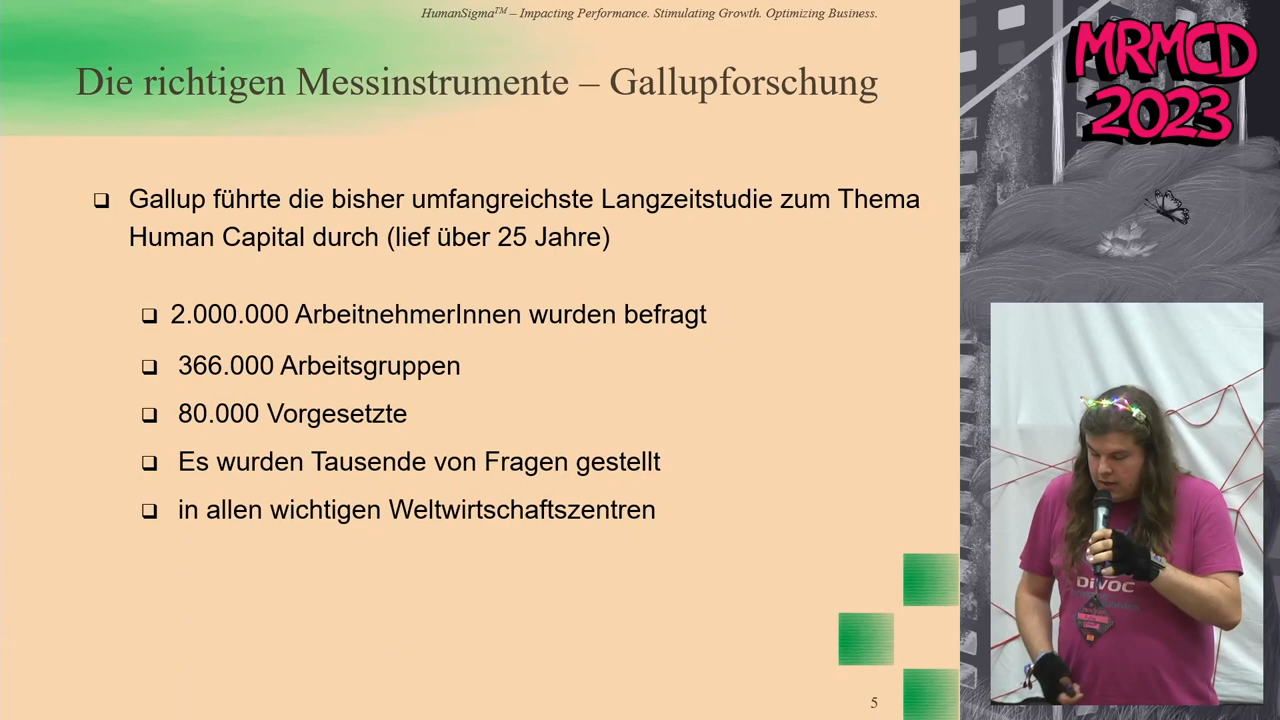 HumanSigma™ – Impacting Performance. Stimulating Growth. Optimizing Business.
Die richtigen Messinstrumente – Gallupforschung
❑ Gallup führte die bisher umfangreichste Langzeitstudie zum Thema
Human Capital durch (lief über 25 Jahre)
❑ 2.000.000 ArbeitnehmerInnen wurden befragt
❑ 366.000 Arbeitsgruppen
❑ 80.000 Vorgesetzte
❑ Es wurden Tausende von Fragen gestellt
❑ in allen wichtigen Weltwirtschaftszentren
5
MRMCD
2023
DiVOC